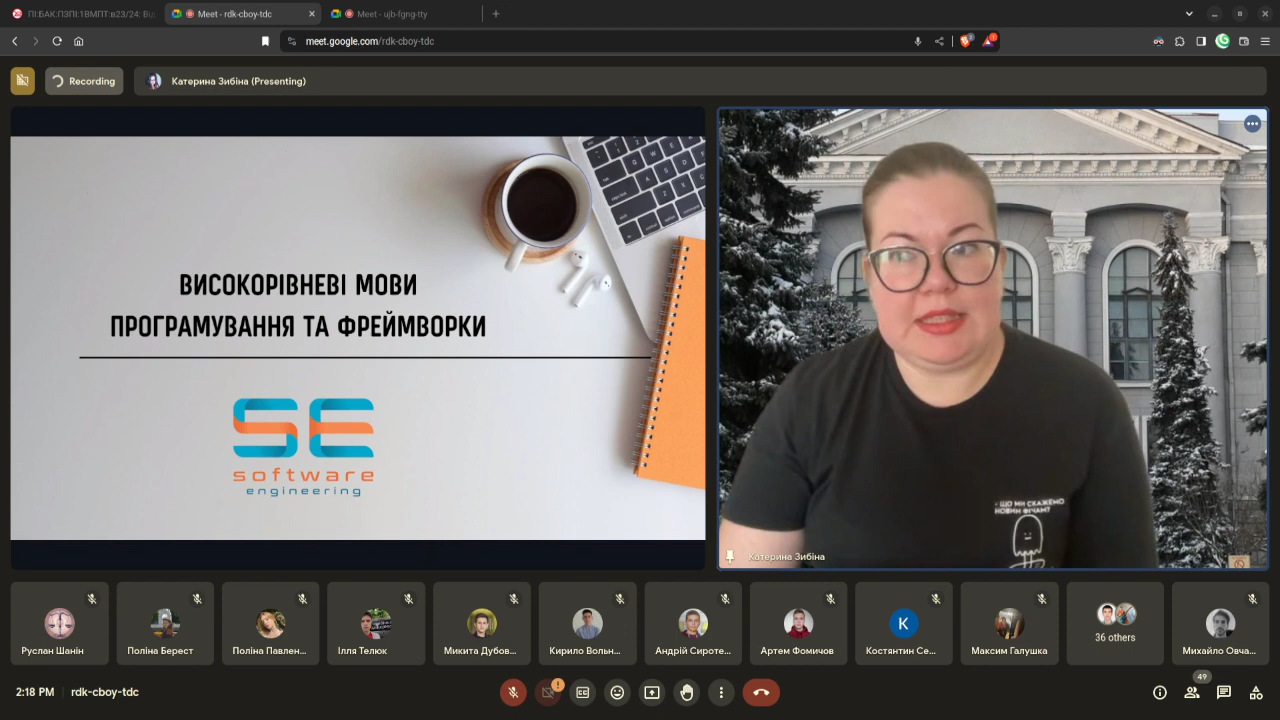 ПІ:БАК:ПЗПІ:1ВМПТ:в23/24: Ви
Meet - rdk-cboy-tdc
Meet - ujb-fgng-tty
meet.google.com/rdk-cboy-tdc
Recording
Катерина Зибіна (Presenting)
ВИСОКОРІВНЕВІ МОВИ
ПРОГРАМУВАННЯ ТА ФРЕЙМВОРКИ
SE
software
engineering
- ЩО МИ СКАЖЕМО
НОВИМ ФІЧАМ?
Катерина Зибіна
Руслан Шанін
Поліна Берест
Поліна Павлен...
Ілля Телюк
Микита Дубов...
Кирило Вольн...
Андрій Сироте...
Артем Фомичов
K
Костянтин Се...
Максим Галушка
36 others
Михайло Овча...
2:18 PM
rdk-cboy-tdc
49